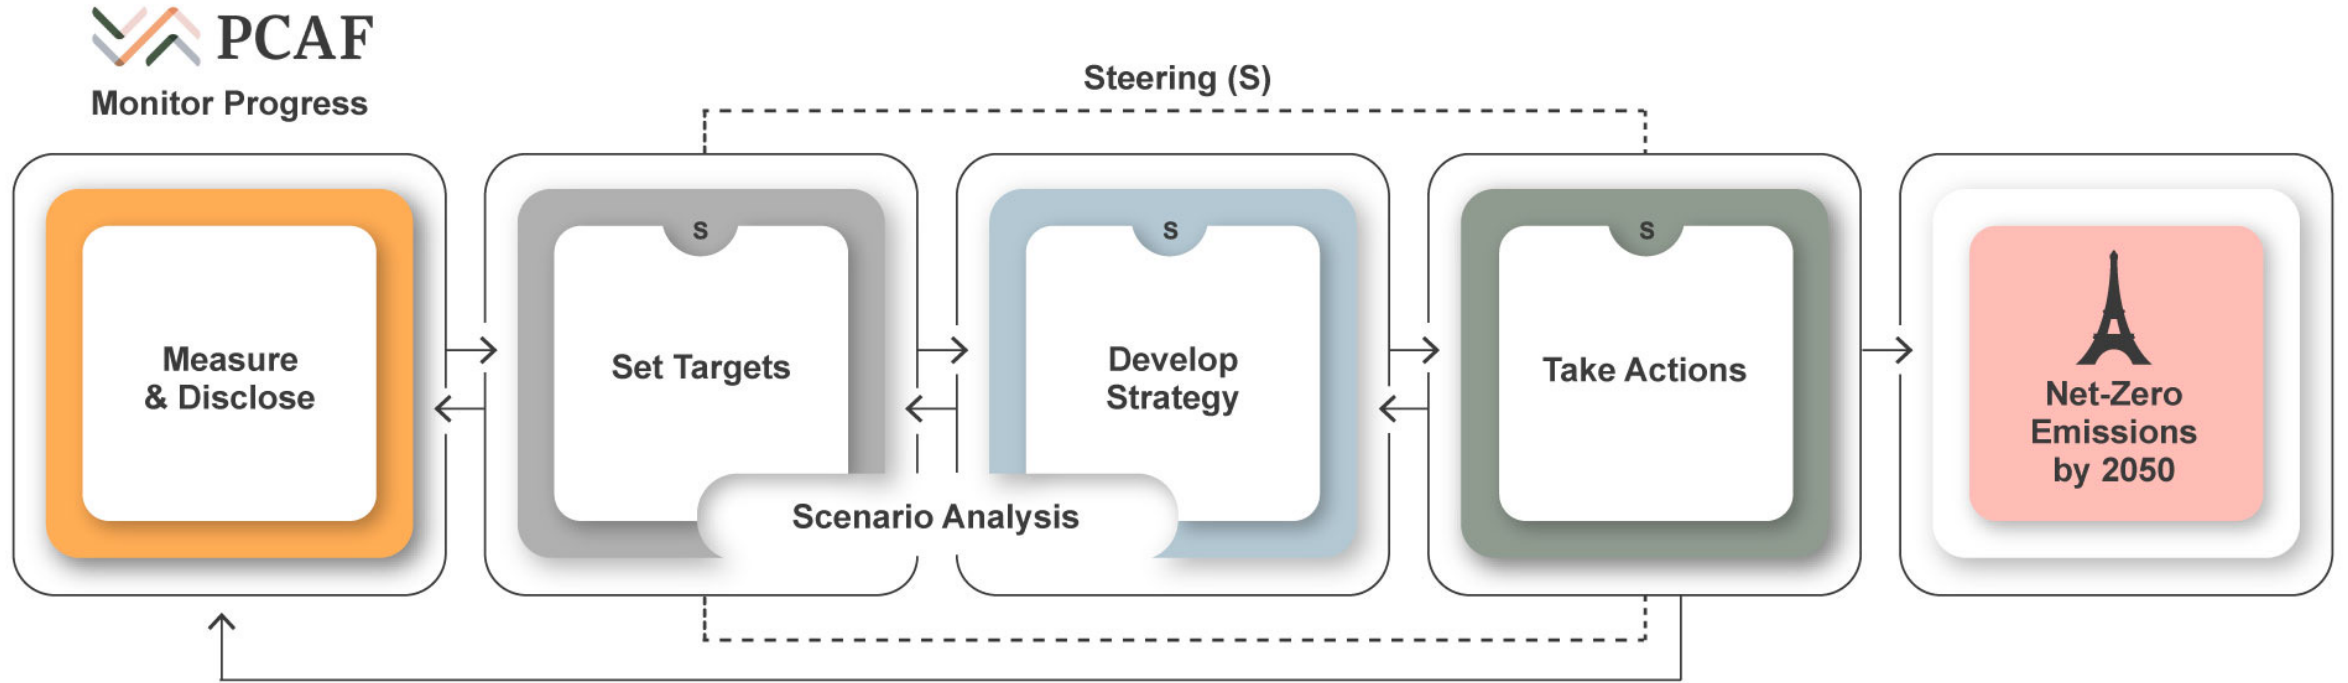 PCAF
Monitor Progress
Steering (S)
Measure
& Disclose
S
Set Targets
S
Develop
Strategy
Scenario Analysis
S
Take Actions
Net-Zero
Emissions
by 2050